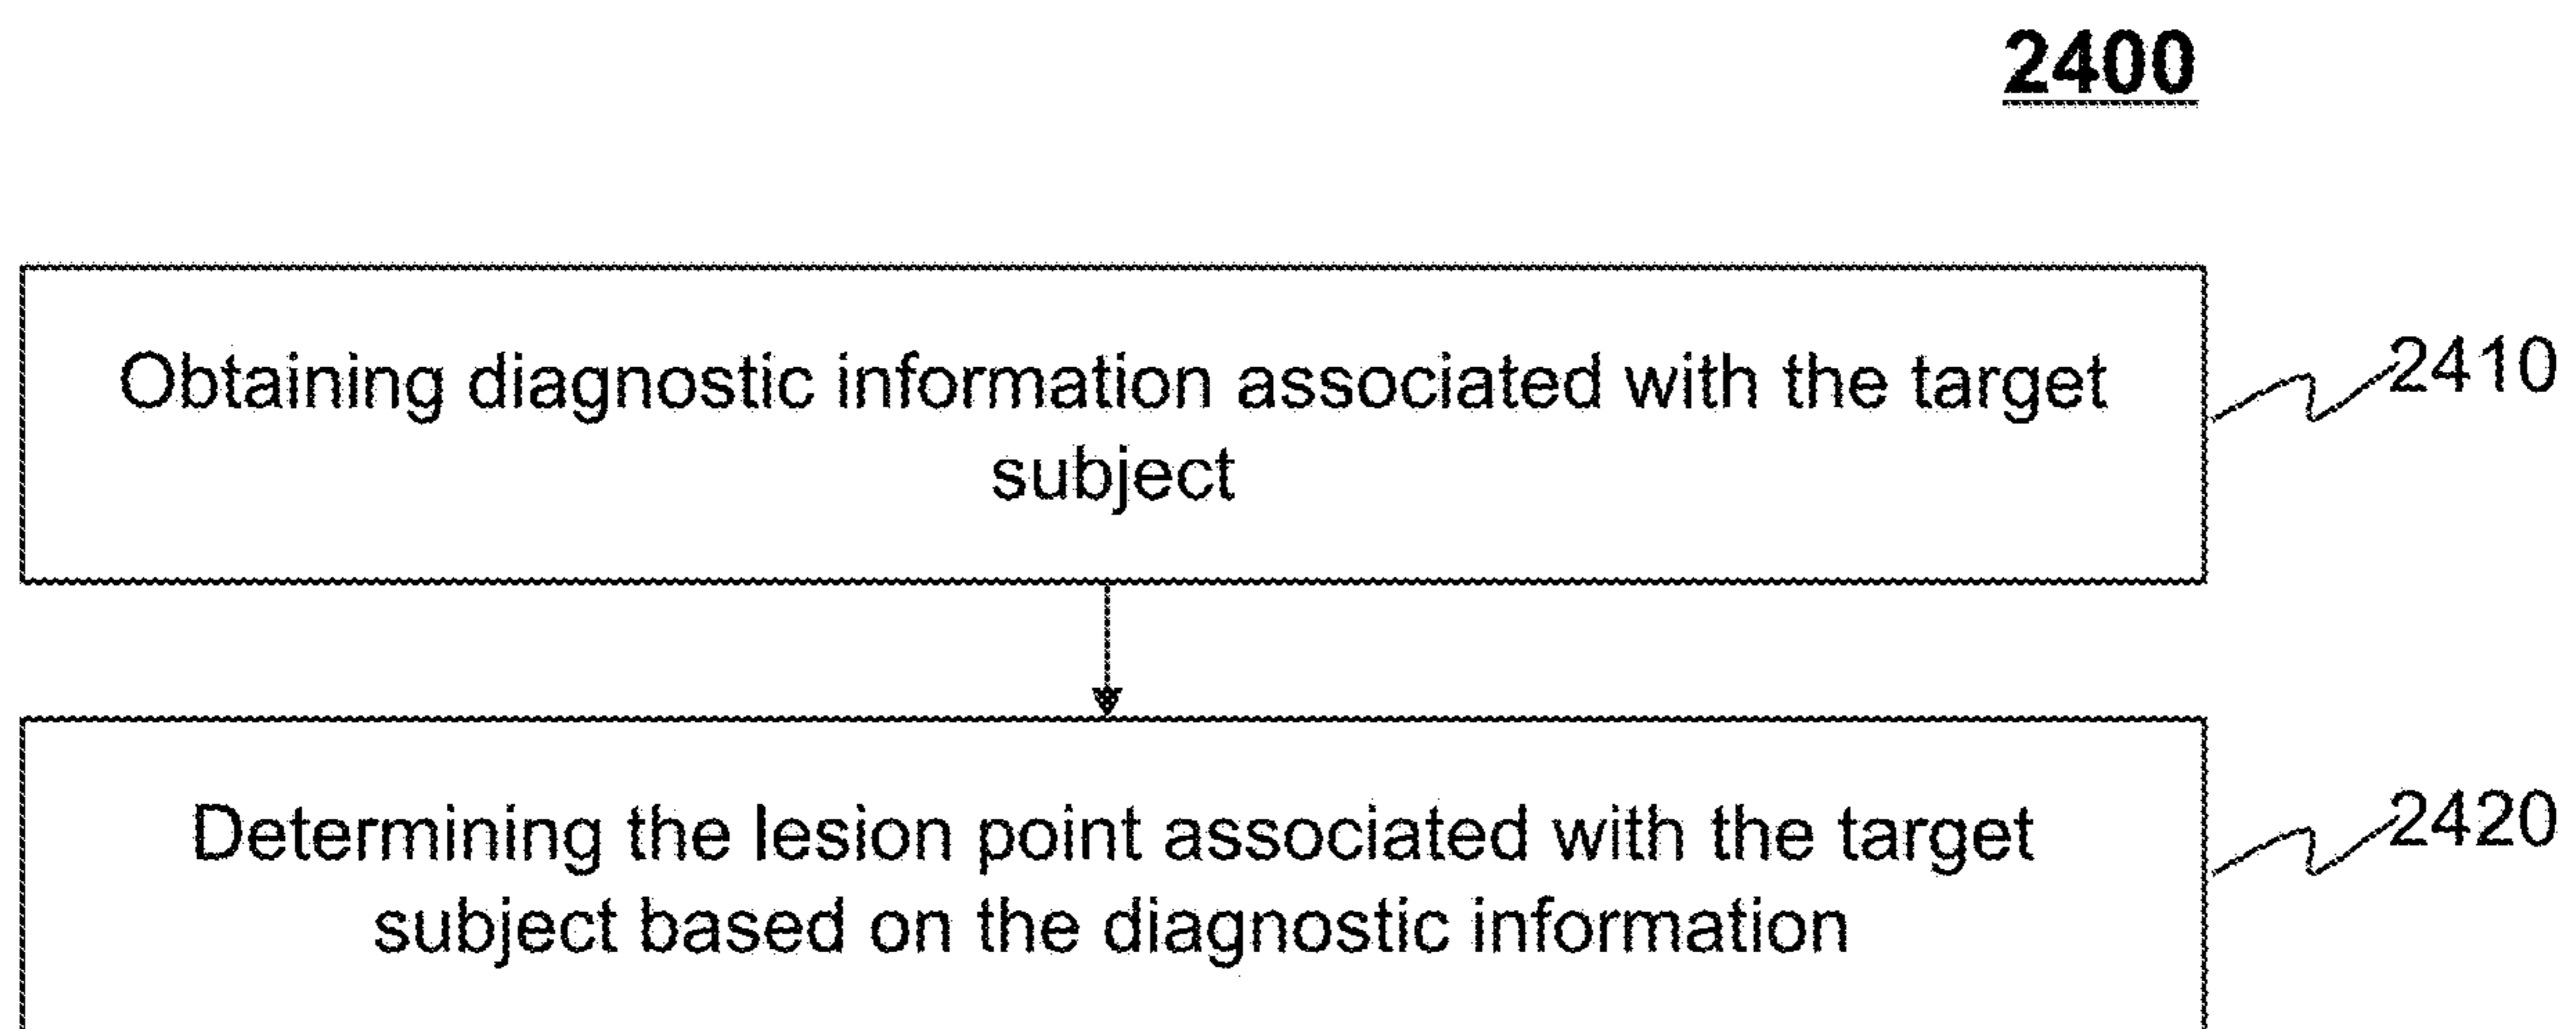 2400
Obtaining diagnostic information associated with the target
subject
2410
Determining the lesion point associated with the target
subject based on the diagnostic information
2420